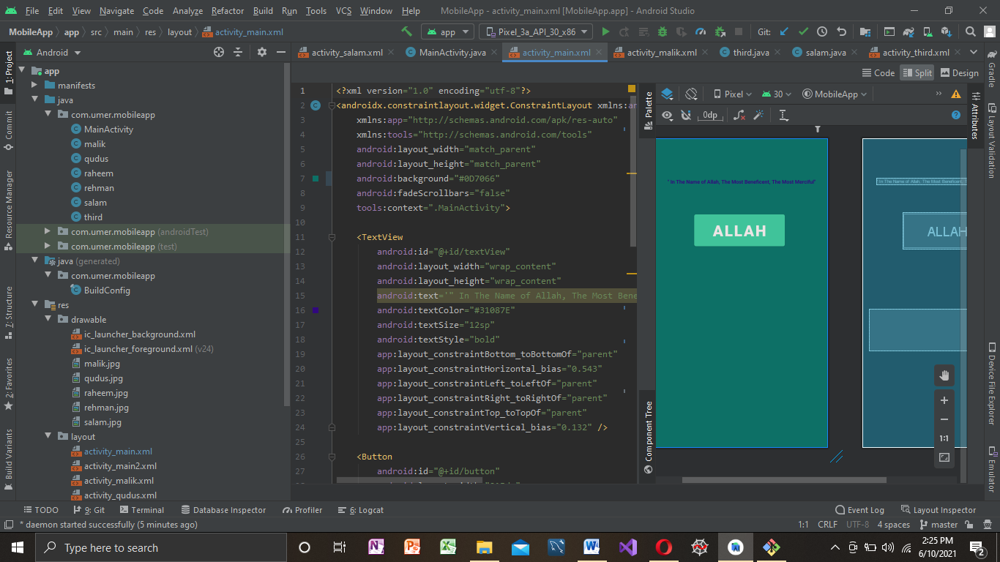 File Edit View Navigate Code Analyze Refactor Build Run Tools VCS Window Help MobileApp - activity_main.xml [MobileApp.app] - Android Studio
MobileApp app src main res layout activity_main.xml app Pixel_3a_API_30_x86 Git:
Android activity_salam.xml MainActivity.java activity_main.xml activity_malik.xml third.java salam.java activity_third.xml
Code Split Design
1: Project
Commit
Resource Manager
7: Structure
2: Favorites
Build Variants
app
manifests
java
com.umer.mobileapp
MainActivity
malik
qudus
raheem
rehman
salam
third
com.umer.mobileapp (androidTest)
com.umer.mobileapp (test)
java (generated)
com.umer.mobileapp
BuildConfig
res
drawable
ic_launcher_background.xml
ic_launcher_foreground.xml (v24)
malik.jpg
qudus.jpg
raheem.jpg
rehman.jpg
salam.jpg
layout
activity_main.xml
activity_main2.xml
activity_malik.xml
activity_qudus.xml
1 <?xml version="1.0" encoding="utf-8"?>
2 <androidx.constraintlayout.widget.ConstraintLayout xmlns:an
3 xmlns:app="http://schemas.android.com/apk/res-auto"
4 xmlns:tools="http://schemas.android.com/tools"
5 android:layout_width="match_parent"
6 android:layout_height="match_parent"
7 android:background="#0D7066"
8 android:fadeScrollbars="false"
9 tools:context=".MainActivity">
10
11 <TextView
12 android:id="@+id/textView"
13 android:layout_width="wrap_content"
14 android:layout_height="wrap_content"
15 android:text='" In The Name of Allah, The Most Bene
16 android:textColor="#31087E"
17 android:textSize="12sp"
18 android:textStyle="bold"
19 app:layout_constraintBottom_toBottomOf="parent"
20 app:layout_constraintHorizontal_bias="0.543"
21 app:layout_constraintLeft_toLeftOf="parent"
22 app:layout_constraintRight_toRightOf="parent"
23 app:layout_constraintTop_toTopOf="parent"
24 app:layout_constraintVertical_bias="0.132" />
25
26 <Button
27 android:id="@+id/button"
Palette
Component Tree
Pixel 30 MobileApp
0dp
" In The Name of Allah, The Most Beneficent, The Most Merciful"
ALLAH
In The Name of Allah, The Most Beneficent,
ALLAH
1:1
Attributes
Gradle
Layout Validation
Device File Explorer
Emulator
TODO 9: Git Terminal Database Inspector Profiler 6: Logcat Event Log Layout Inspector
* daemon started successfully (5 minutes ago) 1:1 CRLF UTF-8 4 spaces master
Type here to search
2:25 PM
6/10/2021
2